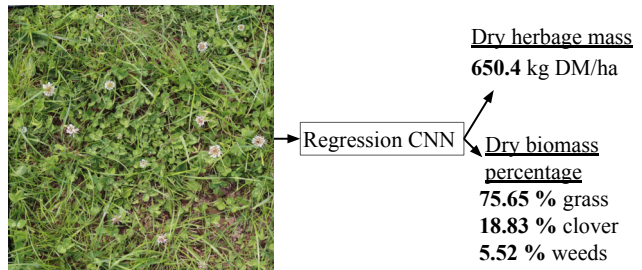 Dry herbage mass
650.4 kg DM/ha
Regression CNN
Dry biomass
percentage
75.65 % grass
18.83 % clover
5.52 % weeds